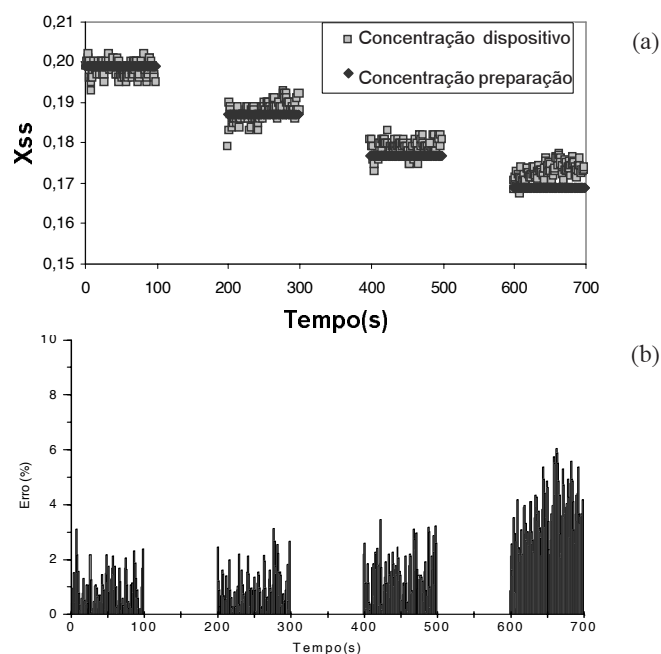 (a)
0,21
0,20
0,19
0,18
0,17
0,16
0,15
Xss
Concentração dispositivo
Concentração preparação
0 100 200 300 400 500 600 700
Tempo(s)
(b)
10
8
6
4
2
0
Erro (%)
0 100 200 300 400 500 600 700
Tempo(s)